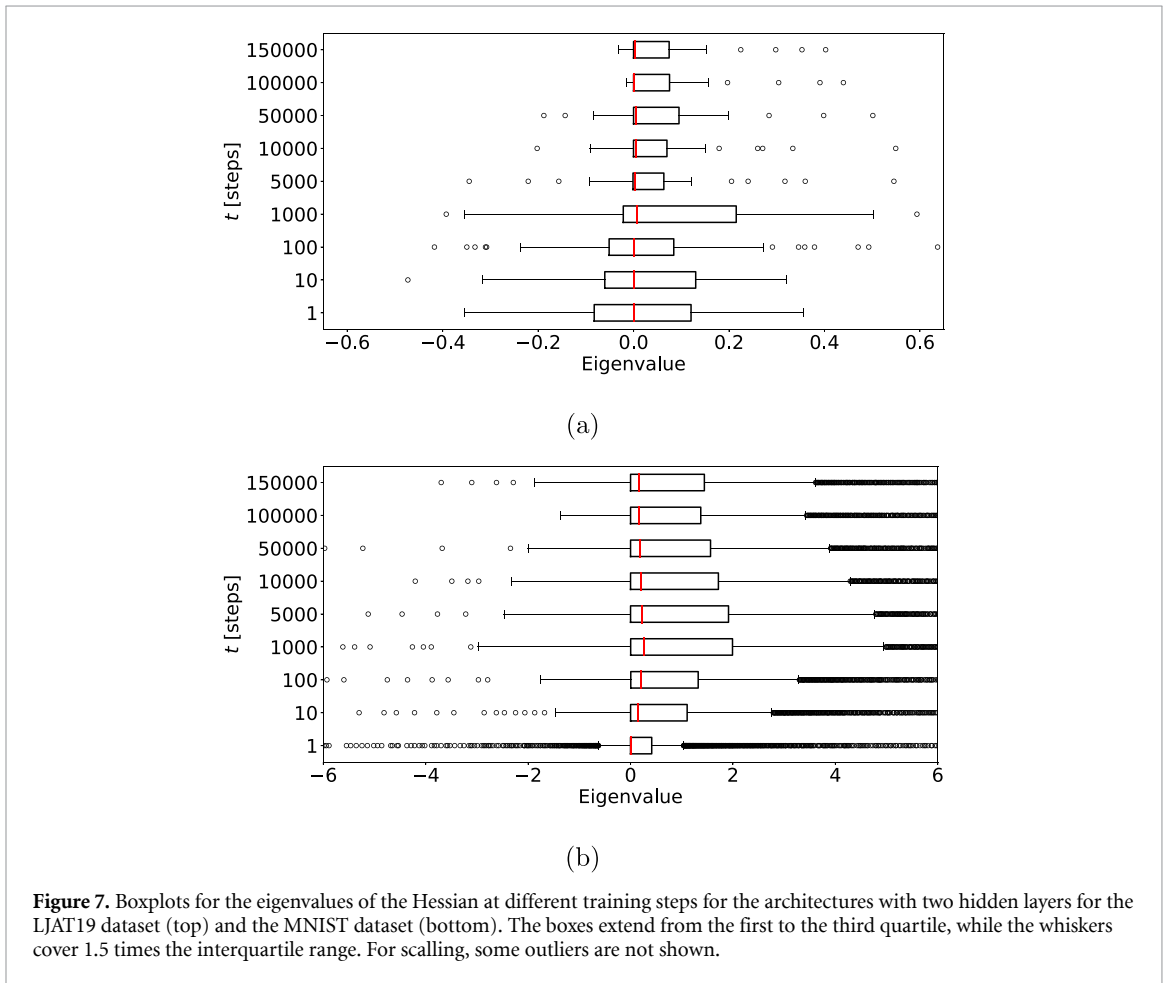 150000
100000
50000
10000
5000
1000
100
10
1
t [steps]
−0.6 −0.4 −0.2 0.0 0.2 0.4 0.6
Eigenvalue
(a)
150000
100000
50000
10000
5000
1000
100
10
1
t [steps]
−6 −4 −2 0 2 4 6
Eigenvalue
(b)
Figure 7. Boxplots for the eigenvalues of the Hessian at different training steps for the architectures with two hidden layers for the
LJAT19 dataset (top) and the MNIST dataset (bottom). The boxes extend from the first to the third quartile, while the whiskers
cover 1.5 times the interquartile range. For scalling, some outliers are not shown.